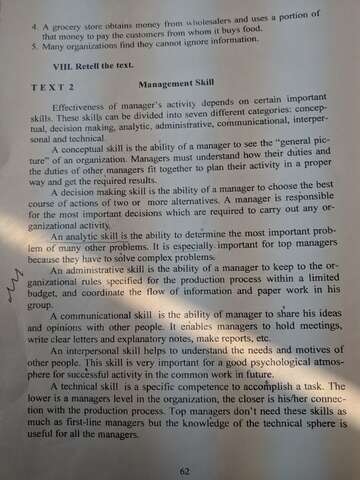 4. A grocery store obtains money from wholesalers and uses a portion of
that money to pay the customers from whom it buys food.
5. Many organizations find they cannot ignore information.
VIII. Retell the text.
TEXT 2 Management Skill
Effectiveness of manager's activity depends on certain important
skills. These skills can be divided into seven different categories: concep-
tual, decision making, analytic, administrative, communicational, interper-
sonal and technical.
A conceptual skill is the ability of a manager to see the "general pic-
ture" of an organization. Managers must understand how their duties and
the duties of other managers fit together to plan their activity in a proper
way and get the required results.
A decision making skill is the ability of a manager to choose the best
course of actions of two or more alternatives. A manager is responsible
for the most important decisions which are required to carry out any or-
ganizational activity.
An analytic skill is the ability to determine the most important prob-
lem of many other problems. It is especially important for top managers
because they have to solve complex problems.
An administrative skill is the ability of a manager to keep to the or-
ganizational rules specified for the production process within a limited
budget, and coordinate the flow of information and paper work in his
group.
A communicational skill is the ability of manager to share his ideas
and opinions with other people. It enables managers to hold meetings,
write clear letters and explanatory notes, make reports, etc.
An interpersonal skill helps to understand the needs and motives of
other people. This skill is very important for a good psychological atmos-
phere for successful activity in the common work in future.
A technical skill is a specific competence to accomplish a task. The
lower is a managers level in the organization, the closer is his/her connec-
tion with the production process. Top managers don't need these skills as
much as first-line managers but the knowledge of the technical sphere is
useful for all the managers.
62